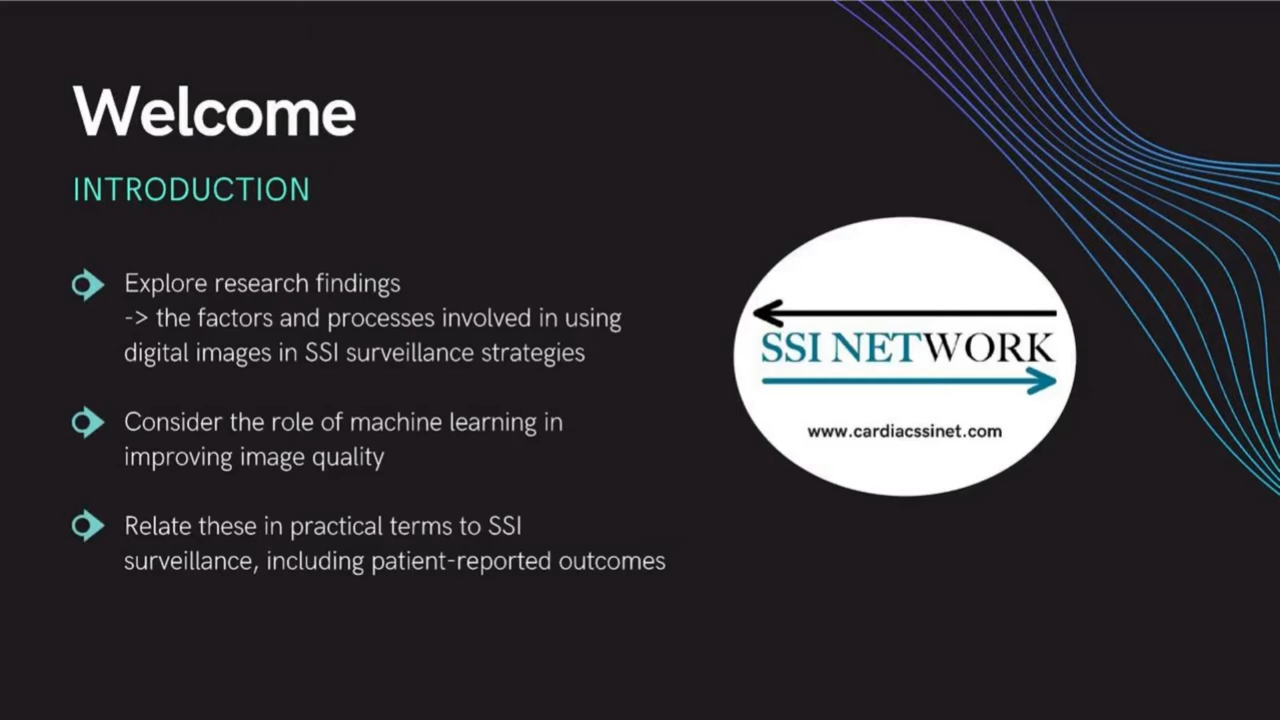 Welcome
INTRODUCTION
Explore research findings
-> the factors and processes involved in using
digital images in SSI surveillance strategies
Consider the role of machine learning in
improving image quality
Relate these in practical terms to SSI
surveillance, including patient-reported outcomes
SSI NETWORK
www.cardiacssinet.com